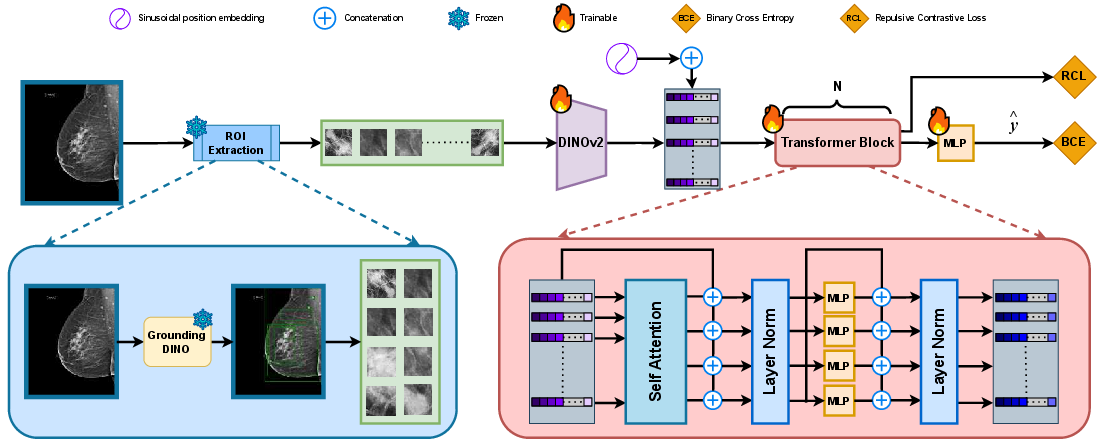 Sinusoidal position embedding
Concatenation
Frozen
Trainable
BCE
Binary Cross Entropy
RCL
Repulsive Contrastive Loss
ROI
Extraction
DINOv2
N
Transformer Block
MLP
ŷ
RCL
BCE
Grounding
DINO
Self Attention
Layer Norm
MLP
MLP
MLP
MLP
Layer Norm